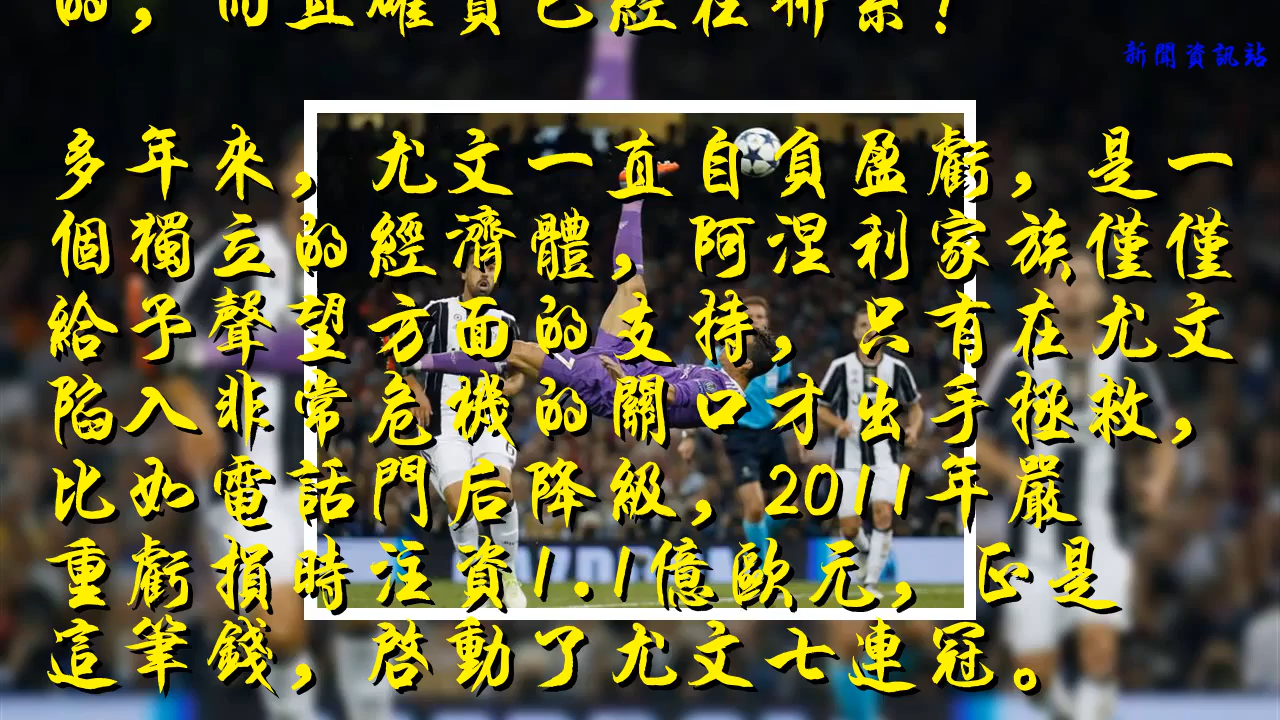 的，而且確實已經在聯系！
新聞資訊站
多年來，尤文一直自負盈虧，是一
個獨立的經濟體，阿涅利家族僅僅
給予聲望方面的支持，只有在尤文
陷入非常危機的關口才出手拯救，
比如電話門后降級，2011年嚴
重虧損時注資1.1億歐元，正是
這筆錢，啓動了尤文七連冠。